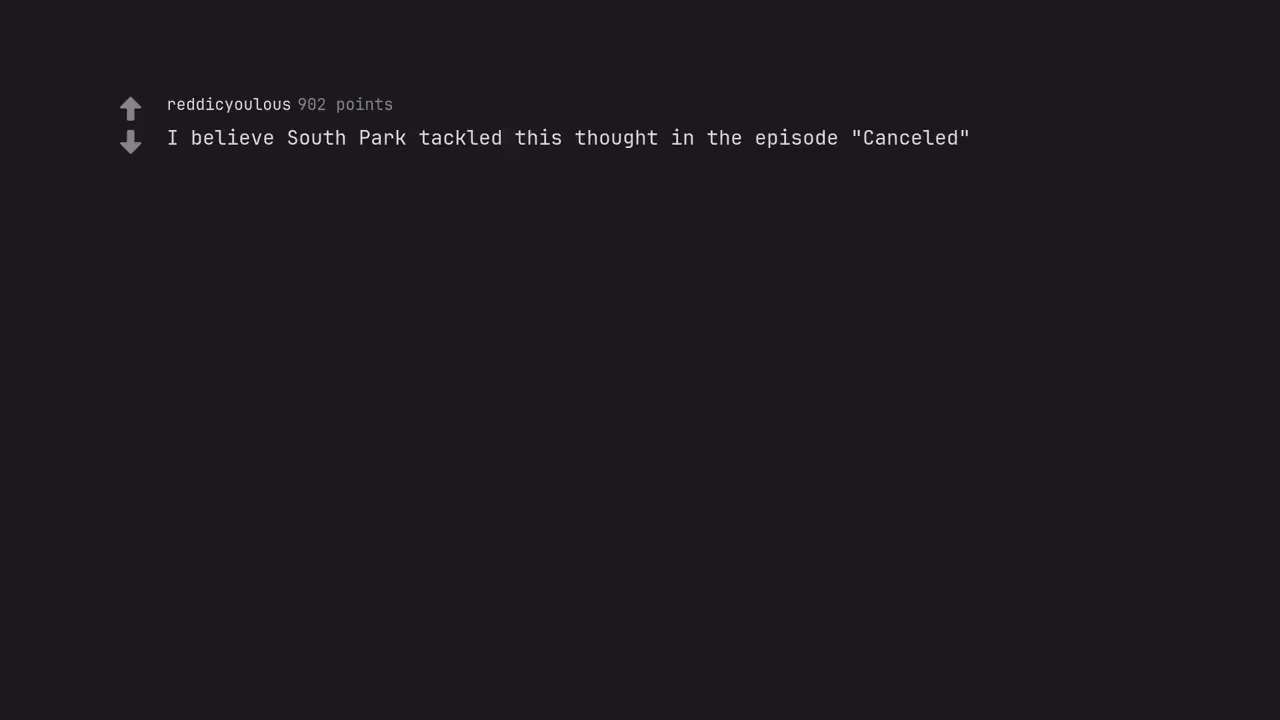 reddicyoulous 902 points
I believe South Park tackled this thought in the episode "Canceled"